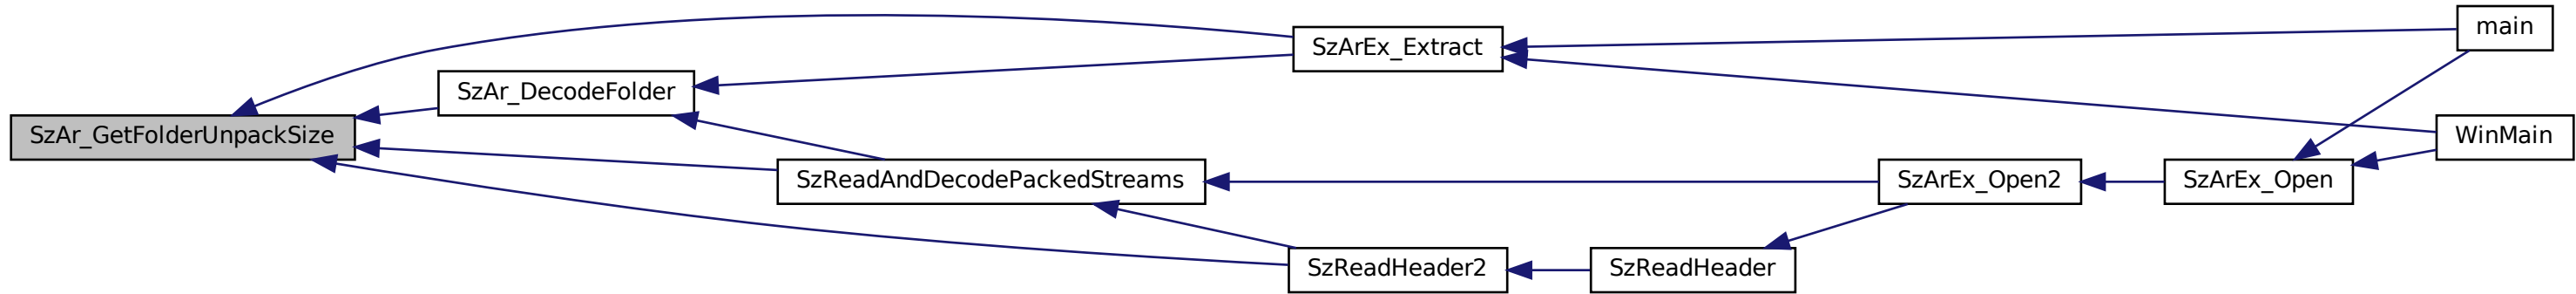 main
SzArEx_Extract
SzAr_DecodeFolder
SzAr_GetFolderUnpackSize
WinMain
SzReadAndDecodePackedStreams
SzArEx_Open2
SzArEx_Open
SzReadHeader2
SzReadHeader